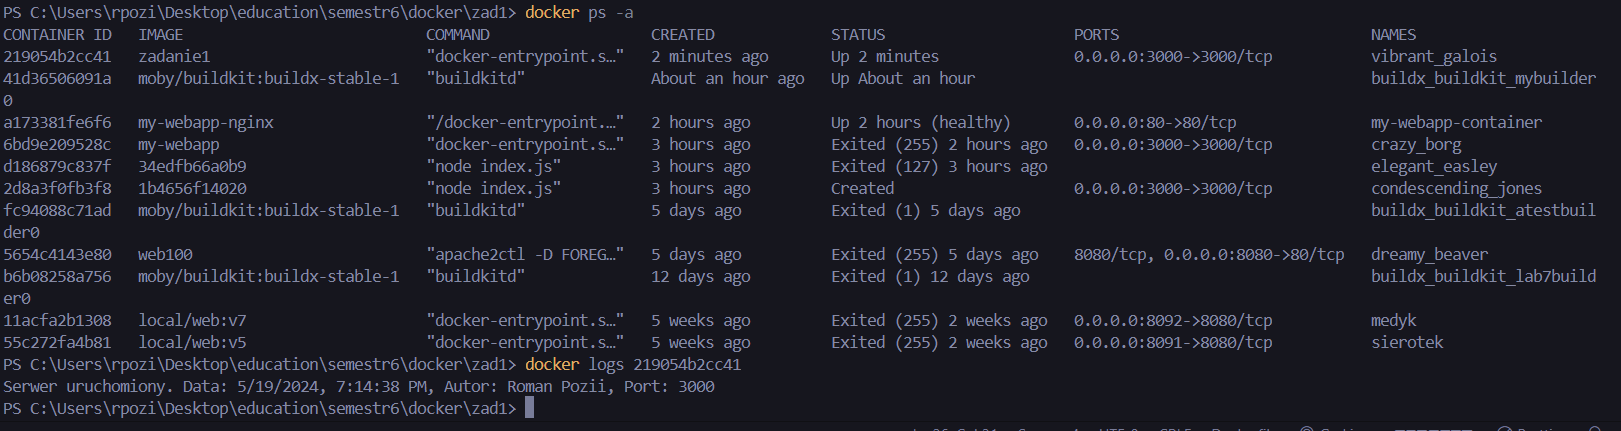 PS C:\Users\rpozi\Desktop\education\semestr6\docker\zad1> docker ps -a
CONTAINER ID   IMAGE                           COMMAND                  CREATED             STATUS                       PORTS                            NAMES
219054b2cc41   zadanie1                        "docker-entrypoint.s…"   2 minutes ago       Up 2 minutes                 0.0.0.0:3000->3000/tcp           vibrant_galois
41d36506091a   moby/buildkit:buildx-stable-1   "buildkitd"              About an hour ago   Up About an hour                                              buildx_buildkit_mybuilder
0
a173381fe6f6   my-webapp-nginx                 "/docker-entrypoint.…"   2 hours ago         Up 2 hours (healthy)         0.0.0.0:80->80/tcp               my-webapp-container
6bd9e209528c   my-webapp                       "docker-entrypoint.s…"   3 hours ago         Exited (255) 2 hours ago     0.0.0.0:3000->3000/tcp           crazy_borg
d186879c837f   34edfb66a0b9                    "node index.js"          3 hours ago         Exited (127) 3 hours ago                                      elegant_easley
2d8a3f0fb3f8   1b4656f14020                    "node index.js"          3 hours ago         Created                      0.0.0.0:3000->3000/tcp           condescending_jones
fc94088c71ad   moby/buildkit:buildx-stable-1   "buildkitd"              5 days ago          Exited (1) 5 days ago                                         buildx_buildkit_atestbuil
der0
5654c4143e80   web100                          "apache2ctl -D FOREG…"   5 days ago          Exited (255) 5 days ago      8080/tcp, 0.0.0.0:8080->80/tcp   dreamy_beaver
b6b08258a756   moby/buildkit:buildx-stable-1   "buildkitd"              12 days ago         Exited (1) 12 days ago                                        buildx_buildkit_lab7build
er0
11acfa2b1308   local/web:v7                    "docker-entrypoint.s…"   5 weeks ago         Exited (255) 2 weeks ago     0.0.0.0:8092->8080/tcp           medyk
55c272fa4b81   local/web:v5                    "docker-entrypoint.s…"   5 weeks ago         Exited (255) 2 weeks ago     0.0.0.0:8091->8080/tcp           sierotek
PS C:\Users\rpozi\Desktop\education\semestr6\docker\zad1> docker logs 219054b2cc41
Serwer uruchomiony. Data: 5/19/2024, 7:14:38 PM, Autor: Roman Pozii, Port: 3000
PS C:\Users\rpozi\Desktop\education\semestr6\docker\zad1>